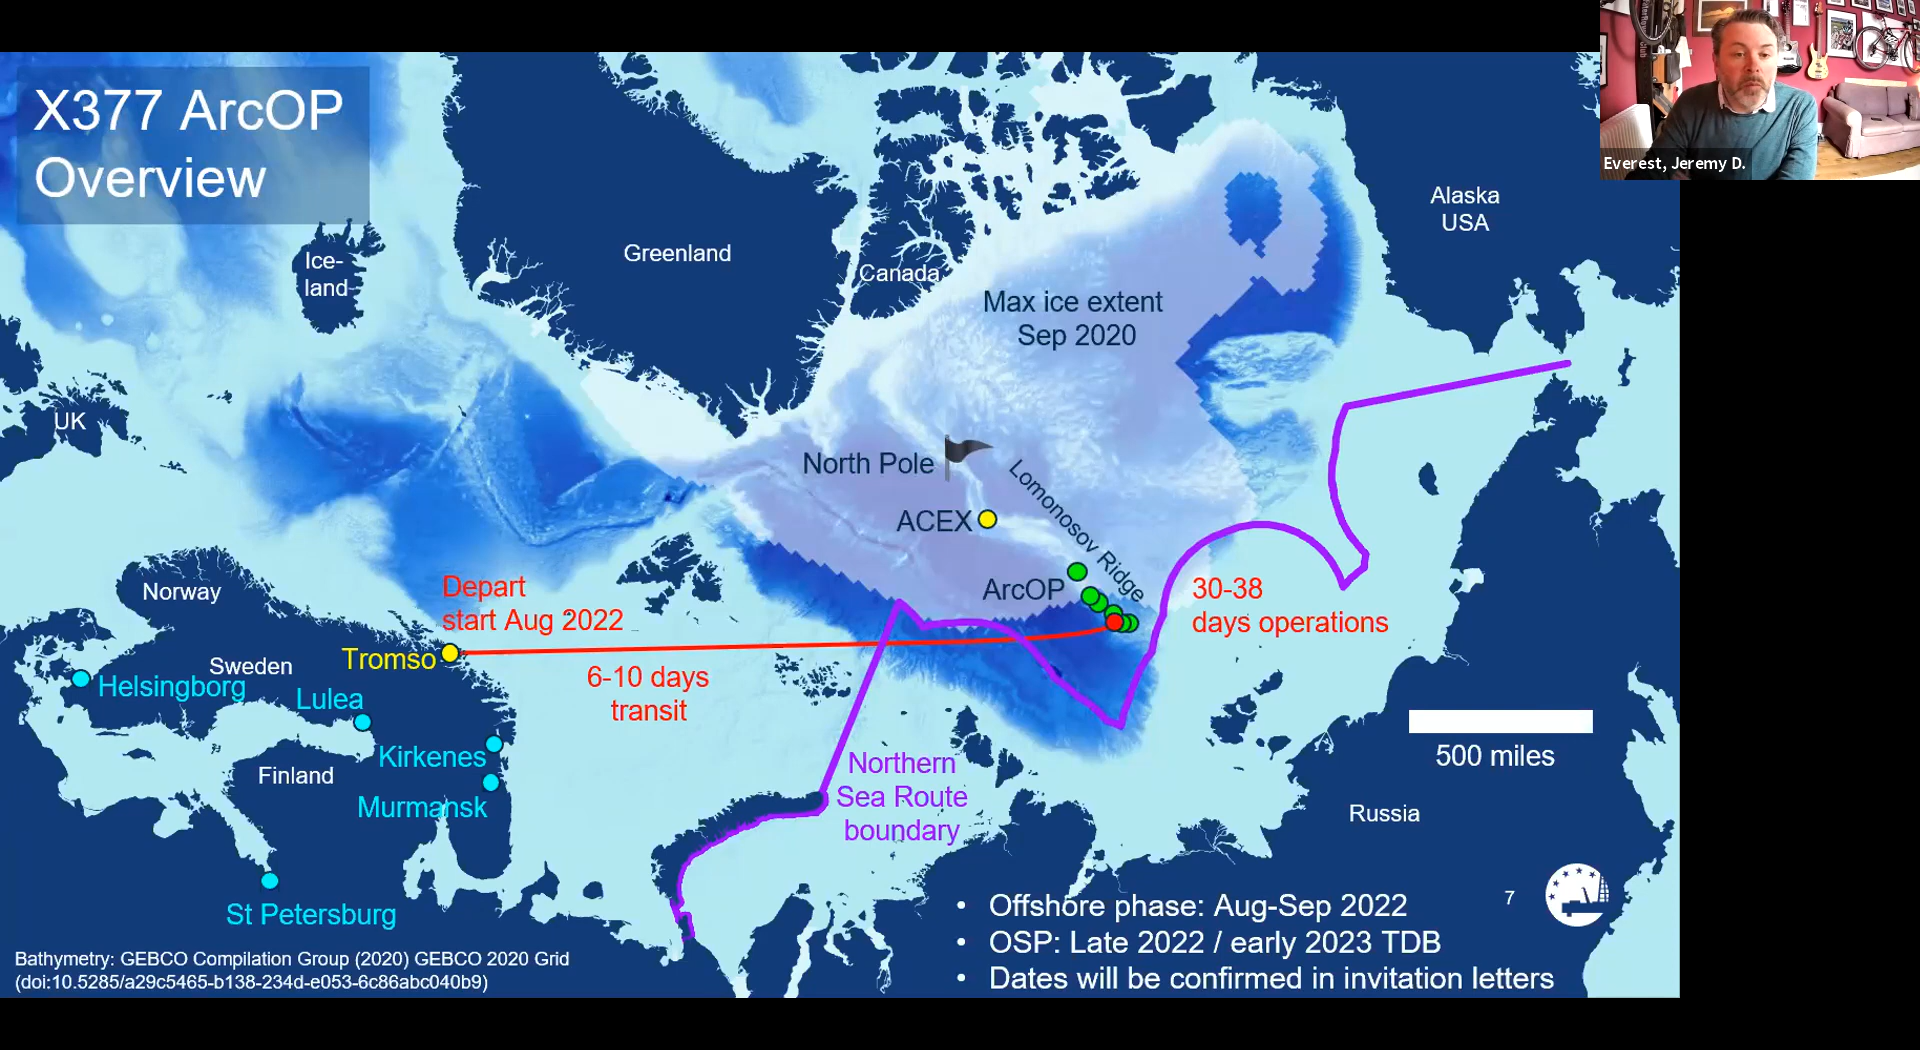 X377 ArcOP
Overview
Everest, Jeremy D.
Alaska
USA
Ice-
land
Greenland
Canada
Max ice extent
Sep 2020
UK
North Pole
Lomonosov Ridge
ACEX
ArcOP
Norway
Depart
start Aug 2022
30-38
days operations
Tromso
Sweden
Helsingborg
6-10 days
transit
Lulea
Kirkenes
Finland
Murmansk
Northern
Sea Route
boundary
500 miles
Russia
St Petersburg
• Offshore phase: Aug-Sep 2022
• OSP: Late 2022 / early 2023 TDB
• Dates will be confirmed in invitation letters
7
Bathymetry: GEBCO Compilation Group (2020) GEBCO 2020 Grid
(doi:10.5285/a29c5465-b138-234d-e053-6c86abc040b9)